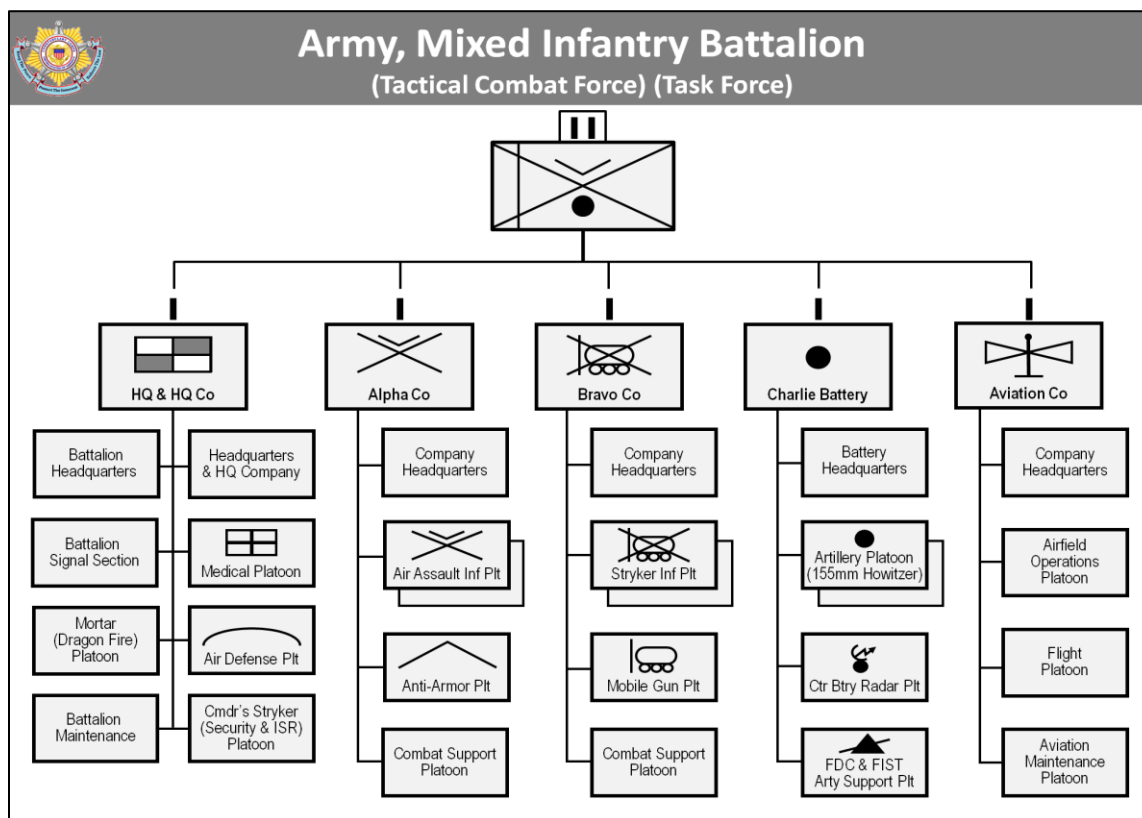 Army, Mixed Infantry Battalion
(Tactical Combat Force) (Task Force)
HQ & HQ Co
Alpha Co
Bravo Co
Charlie Battery
Aviation Co
Battalion
Headquarters
Headquarters
& HQ Company
Battalion
Signal Section
Medical Platoon
Mortar
(Dragon Fire)
Platoon
Air Defense Plt
Battalion
Maintenance
Cmdr's Stryker
(Security & ISR)
Platoon
Company
Headquarters
Air Assault Inf Plt
Anti-Armor Plt
Combat Support
Platoon
Company
Headquarters
Stryker Inf Plt
Mobile Gun Plt
Combat Support
Platoon
Battery
Headquarters
Artillery Platoon
(155mm Howitzer)
Ctr Btry Radar Plt
FDC & FIST
Arty Support Plt
Company
Headquarters
Airfield
Operations
Platoon
Flight
Platoon
Aviation
Maintenance
Platoon